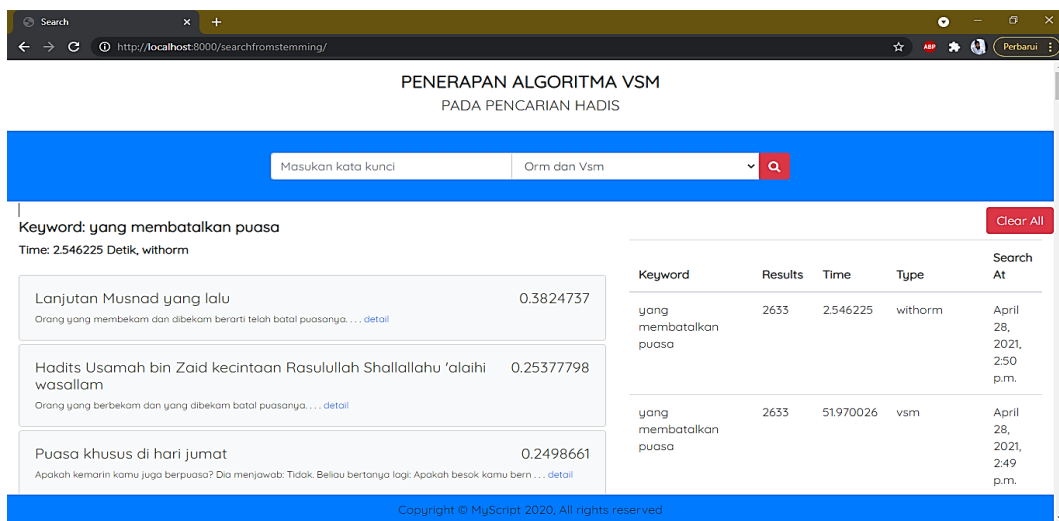 Search
http://localhost:8000/searchfromstemming/
ABP
Perbarui
PENERAPAN ALGORITMA VSM
PADA PENCARIAN HADIS
Masukan kata kunci
Orm dan Vsm
Keyword: yang membatalkan puasa
Time: 2.546225 Detik, withorm
Lanjutan Musnad yang lalu 0.3824737
Orang yang membekam dan dibekam berarti telah batal puasanya. . . . detail
Hadits Usamah bin Zaid kecintaan Rasulullah Shallallahu 'alaihi 0.25377798
wasallam
Orang yang berbekam dan yang dibekam batal puasanya. . . . detail
Puasa khusus di hari jumat 0.2498661
Apakah kemarin kamu juga berpuasa? Dia menjawab: Tidak. Beliau bertanya lagi: Apakah besok kamu bern . . . detail
Clear All
Search
Keyword Results Time Type At
yang 2633 2.546225 withorm April
membatalkan 28,
puasa 2021,
2:50
p.m.
yang 2633 51.970026 vsm April
membatalkan 28,
puasa 2021,
2:49
p.m.
Copyright © MyScript 2020, All rights reserved